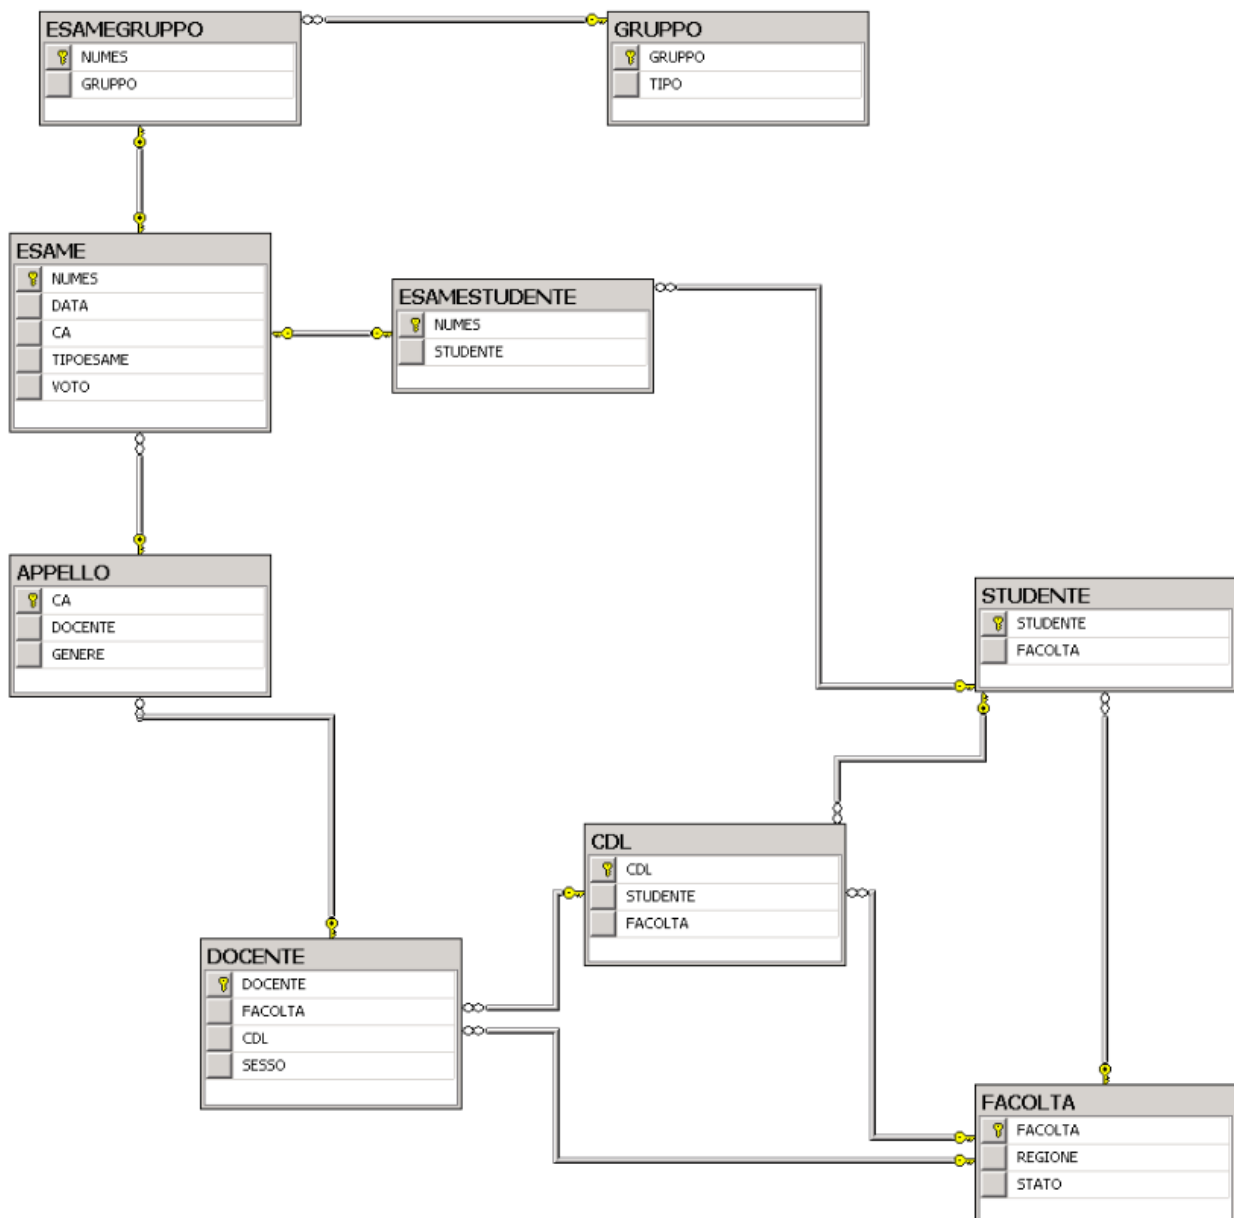 ESAMEGRUPPO
NUMES
GRUPPO
GRUPPO
GRUPPO
TIPO
ESAME
NUMES
DATA
CA
TIPOESAME
VOTO
ESAMESTUDENTE
NUMES
STUDENTE
APPELLO
CA
DOCENTE
GENERE
STUDENTE
STUDENTE
FACOLTA
CDL
CDL
STUDENTE
FACOLTA
DOCENTE
DOCENTE
FACOLTA
CDL
SESSO
FACOLTA
FACOLTA
REGIONE
STATO